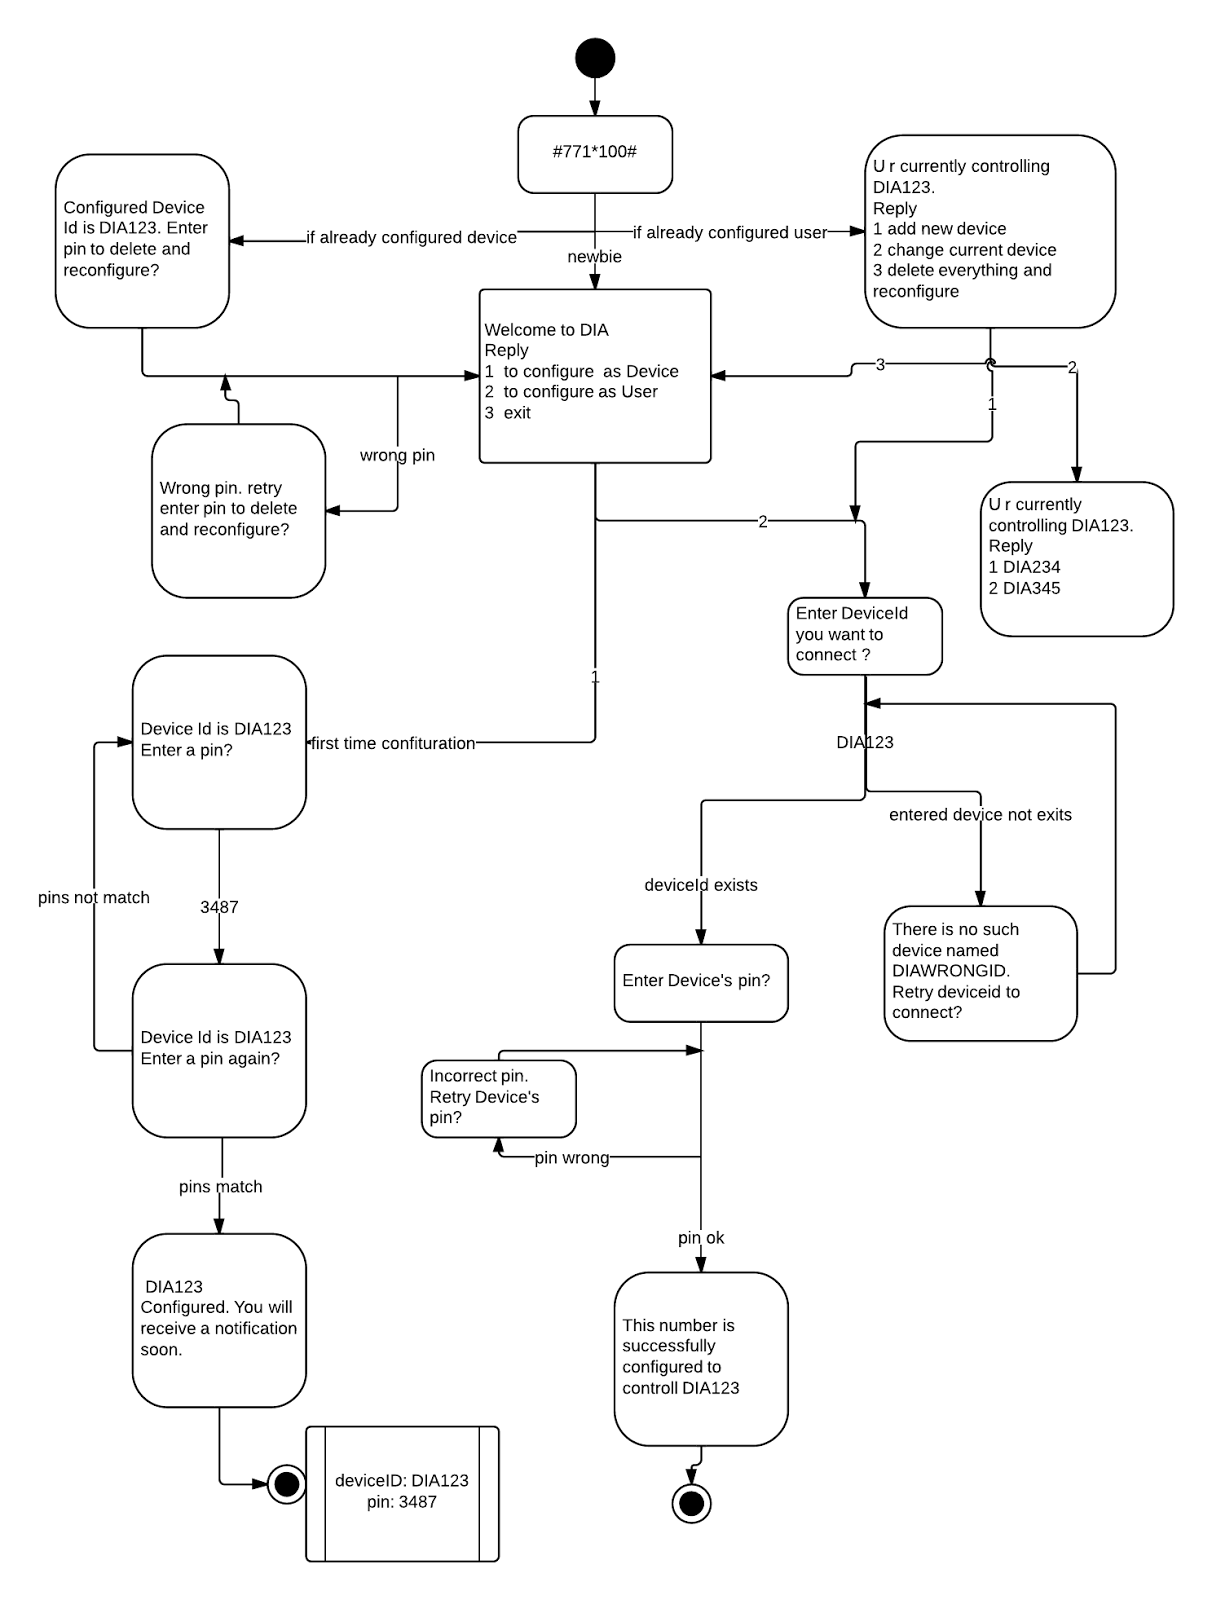 #771*100#
Configured Device
Id is DIA123. Enter
pin to delete and
reconfigure?
U r currently controlling
DIA123.
Reply
1 add new device
2 change current device
3 delete everything and
reconfigure
if already configured device
if already configured user
newbie
Welcome to DIA
Reply
1  to configure  as Device
2  to configure as User
3  exit
3
2
1
wrong pin
Wrong pin. retry
enter pin to delete
and reconfigure?
2
U r currently
controlling DIA123.
Reply
1 DIA234
2 DIA345
Enter DeviceId
you want to
connect ?
1
Device Id is DIA123
Enter a pin?
first time confituration
DIA123
entered device not exits
deviceId exists
pins not match
3487
There is no such
device named
DIAWRONGID.
Retry deviceid to
connect?
Enter Device's pin?
Device Id is DIA123
Enter a pin again?
Incorrect pin.
Retry Device's
pin?
pin wrong
pins match
pin ok
DIA123
Configured. You will
receive a notification
soon.
This number is
successfully
configured to
controll DIA123
deviceID: DIA123
pin: 3487